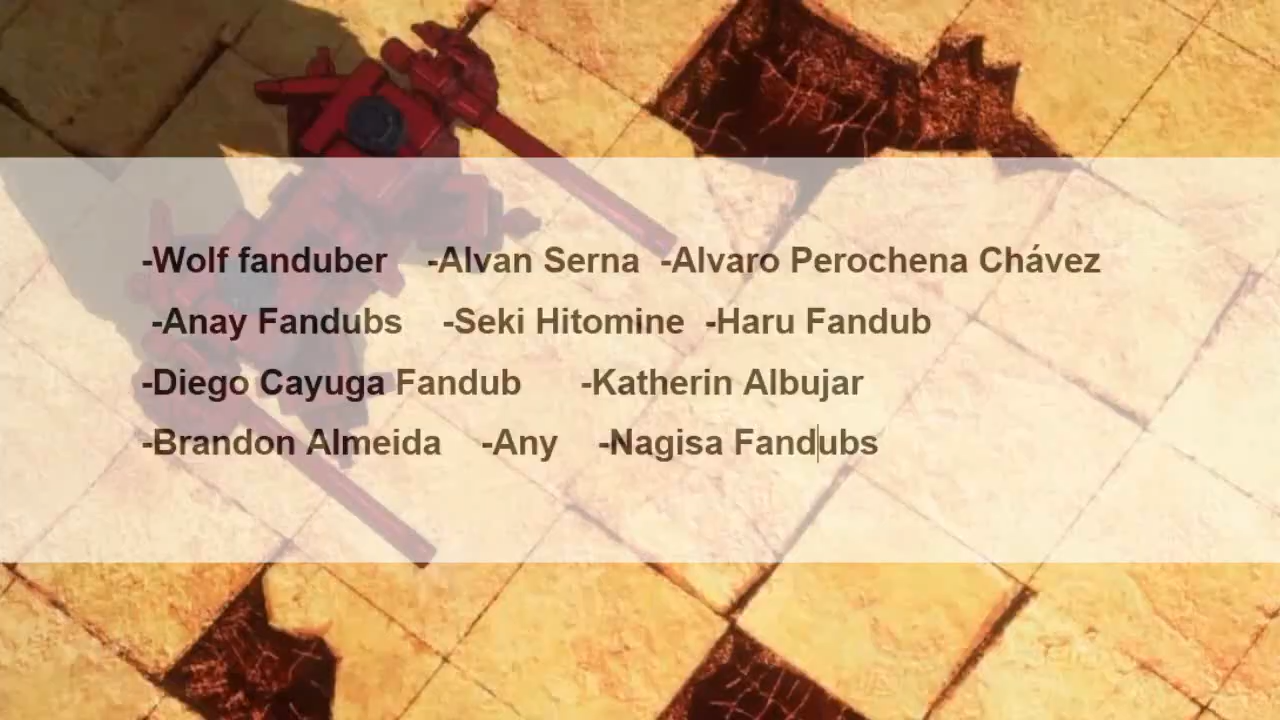 -Wolf fanduber -Alvan Serna -Alvaro Perochena Chávez
-Anay Fandubs -Seki Hitomine -Haru Fandub
-Diego Cayuga Fandub -Katherin Albujar
-Brandon Almeida -Any -Nagisa Fandubs